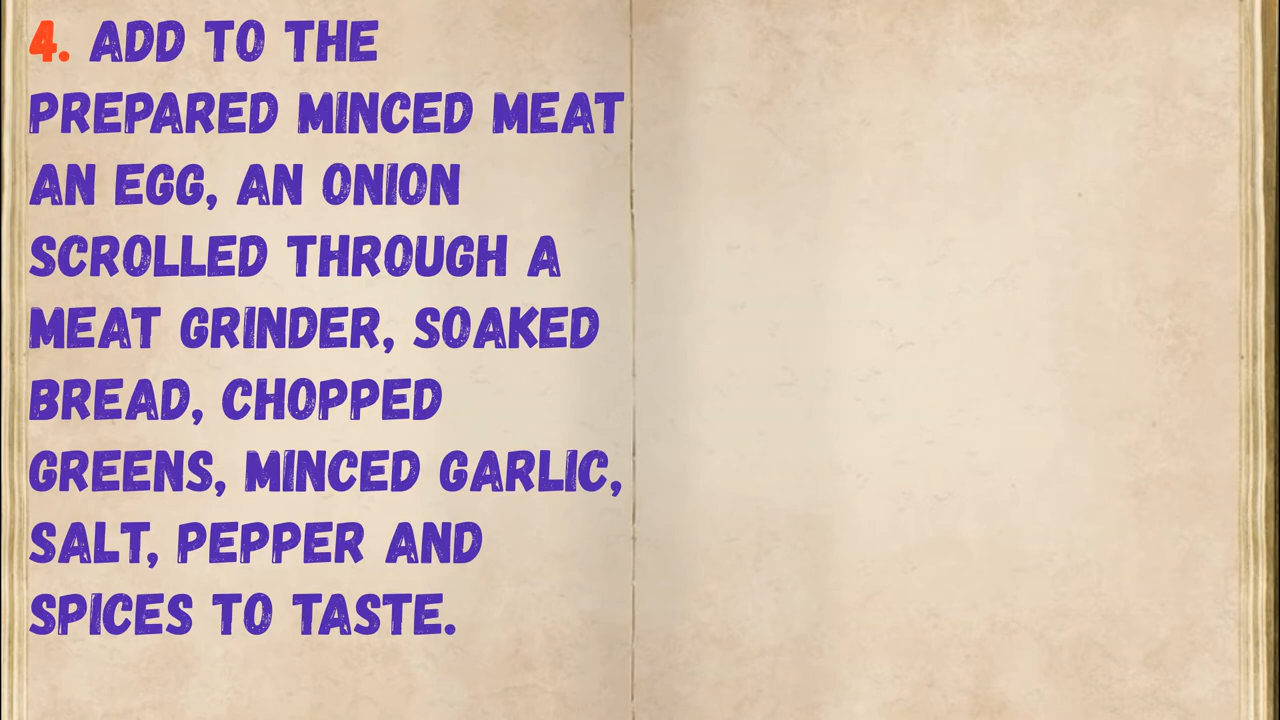 4. ADD TO THE
PREPARED MINCED MEAT
AN EGG, AN ONION
SCROLLED THROUGH A
MEAT GRINDER, SOAKED
BREAD, CHOPPED
GREENS, MINCED GARLIC,
SALT, PEPPER AND
SPICES TO TASTE.